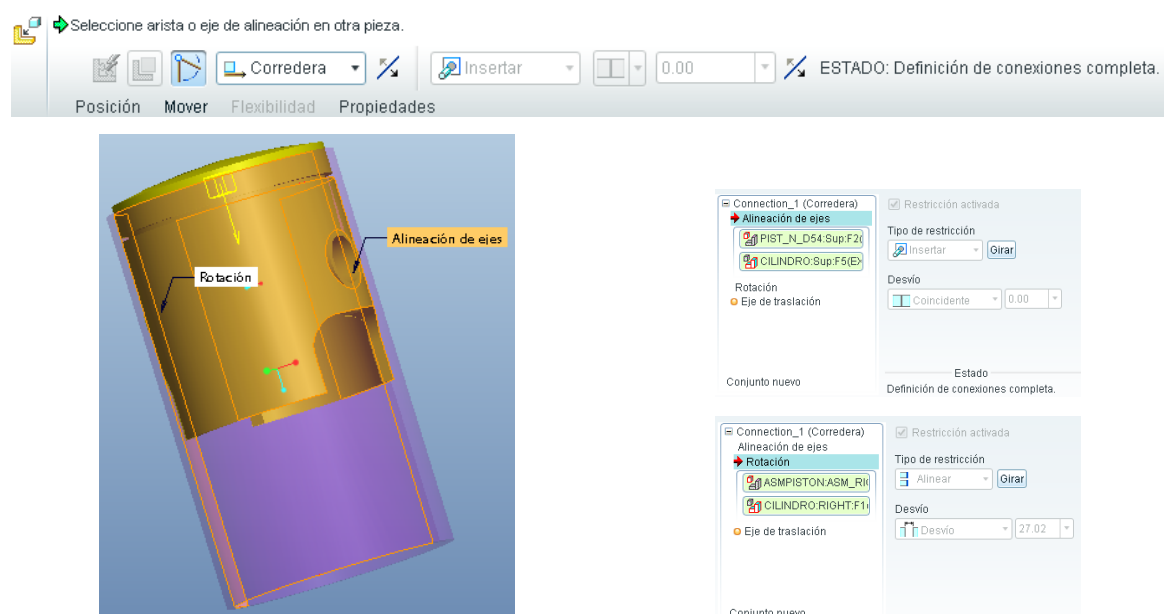 Seleccione arista o eje de alineación en otra pieza.
Corredera
Insertar
0.00
ESTADO: Definición de conexiones completa.
Posición Mover Flexibilidad Propiedades
Alineación de ejes
Rotación
Connection_1 (Corredera)
Alineación de ejes
PIST_N_D54:Sup:F2(
CILINDRO:Sup:F5(E
Rotación
Eje de traslación
Conjunto nuevo
Restricción activada
Tipo de restricción
Insertar
Girar
Desvío
Coincidente
0.00
Estado
Definición de conexiones completa.
Connection_1 (Corredera)
Alineación de ejes
Rotación
ASMPISTON:ASM_RI
CILINDRO:RIGHT:F1
Eje de traslación
Conjunto nuevo
Restricción activada
Tipo de restricción
Alinear
Girar
Desvío
Desvío
27.02